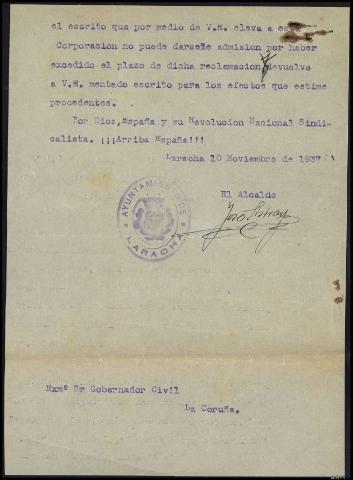 el escrito que por medio de V.E. eleva a esta
Corporacion no puede darsele admision por haber
excedido el plazo de dicha reclamacion devuelve
a V.E. mentado escrito para los efectos que estime
procedentes.
Por Dios, España y su Revolucion Nacional Sindi-
calista. ¡¡¡Arriba España!!!
Laracha 10 Noviembre de 1937
El Alcalde
AYUNTAMIENTO DE
LARACHA
Exmº Sr Gobernador Civil
La Coruña.